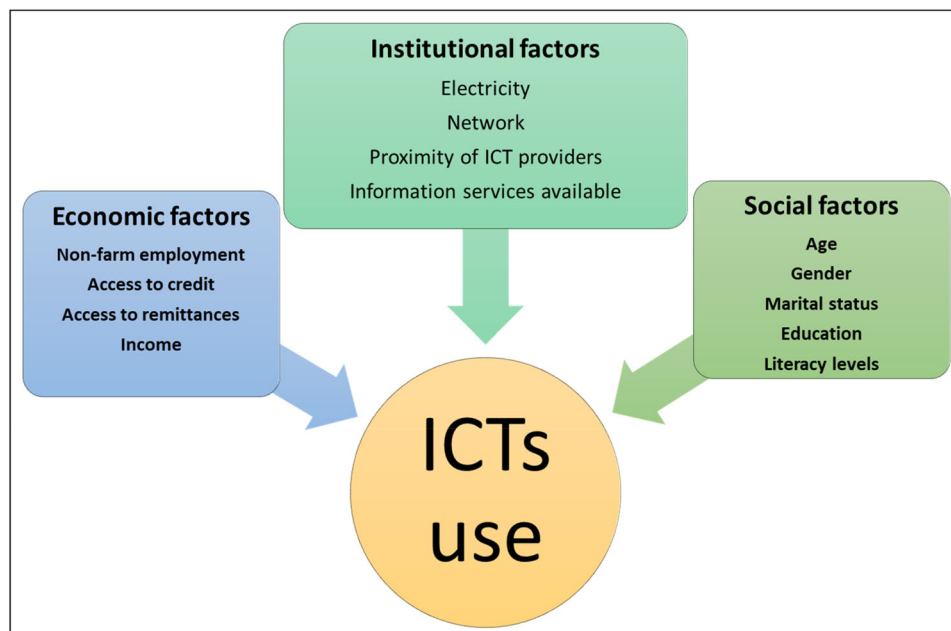 Institutional factors
Electricity
Network
Proximity of ICT providers
Information services available
Economic factors
Non-farm employment
Access to credit
Access to remittances
Income
Social factors
Age
Gender
Marital status
Education
Literacy levels
ICTs
use